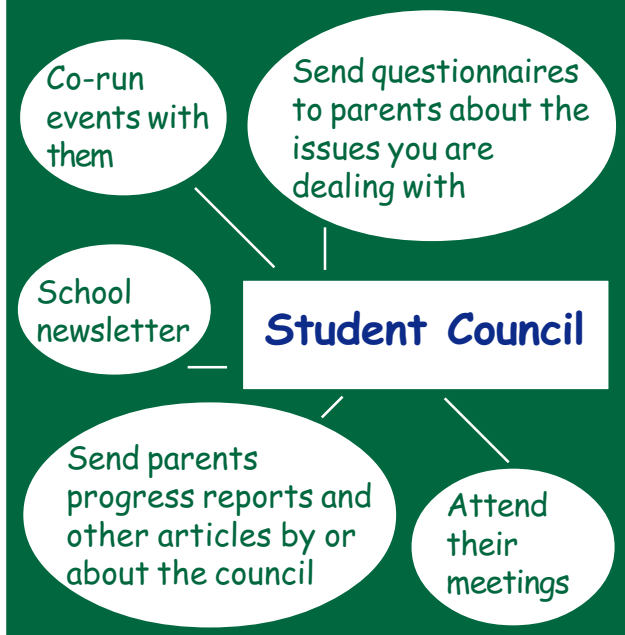 Co-run
events with
them
Send questionnaires
to parents about the
issues you are
dealing with
School
newsletter
Student Council
Send parents
progress reports and
other articles by or
about the council
Attend
their
meetings